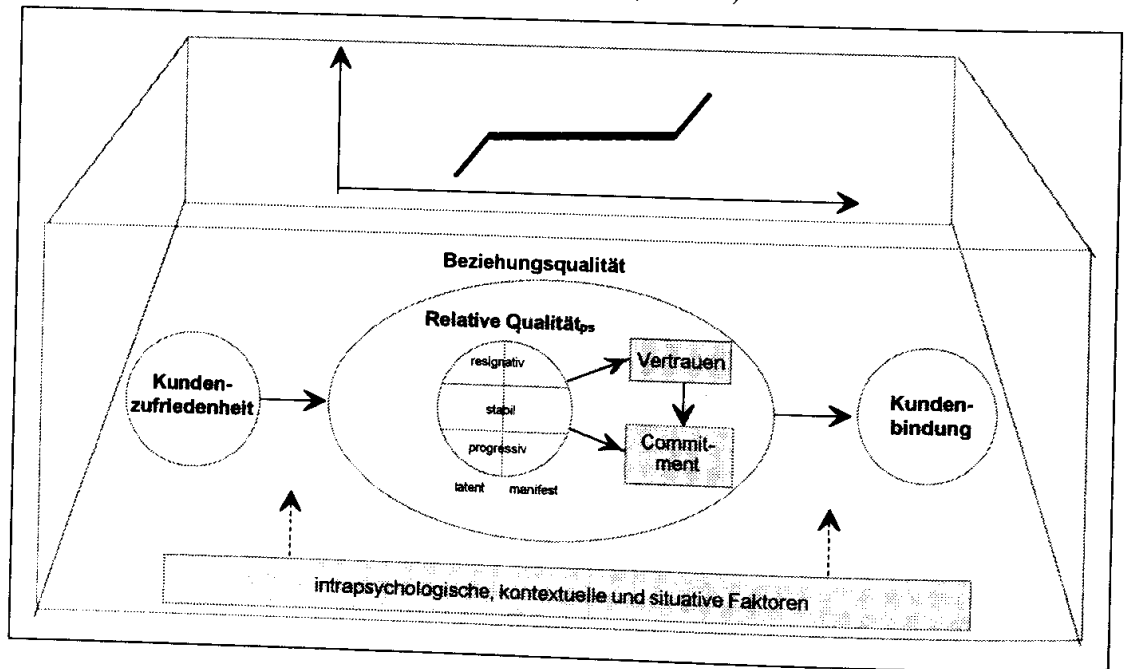 Beziehungsqualität
Relative Qualitätps
resignativ
stabil
progressiv
latent manifest
Vertrauen
Commit-
ment
Kunden-
zufriedenheit
Kunden-
bindung
intrapsychologische, kontextuelle und situative Faktoren